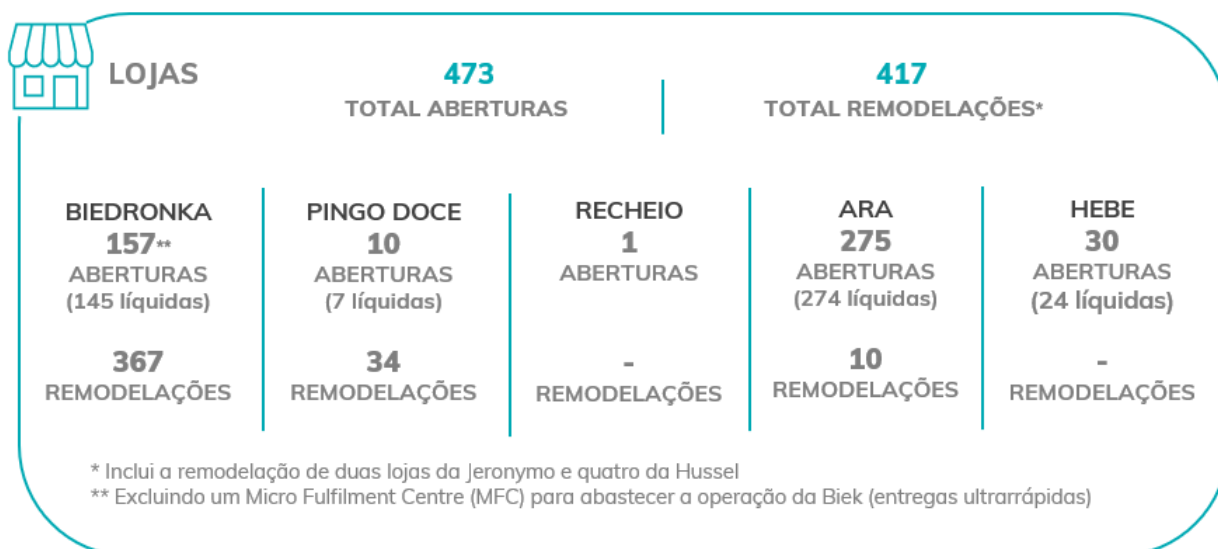 LOJAS
473
TOTAL ABERTURAS
417
TOTAL REMODELAÇÕES*
BIEDRONKA
157**
ABERTURAS
(145 líquidas)
367
REMODELAÇÕES
PINGO DOCE
10
ABERTURAS
(7 líquidas)
34
REMODELAÇÕES
RECHEIO
1
ABERTURAS
-
REMODELAÇÕES
ARA
275
ABERTURAS
(274 líquidas)
10
REMODELAÇÕES
HEBE
30
ABERTURAS
(24 líquidas)
-
REMODELAÇÕES
* Inclui a remodelação de duas lojas da Jeronymo e quatro da Hussel
** Excluindo um Micro Fulfilment Centre (MFC) para abastecer a operação da Biek (entregas ultrarrápidas)